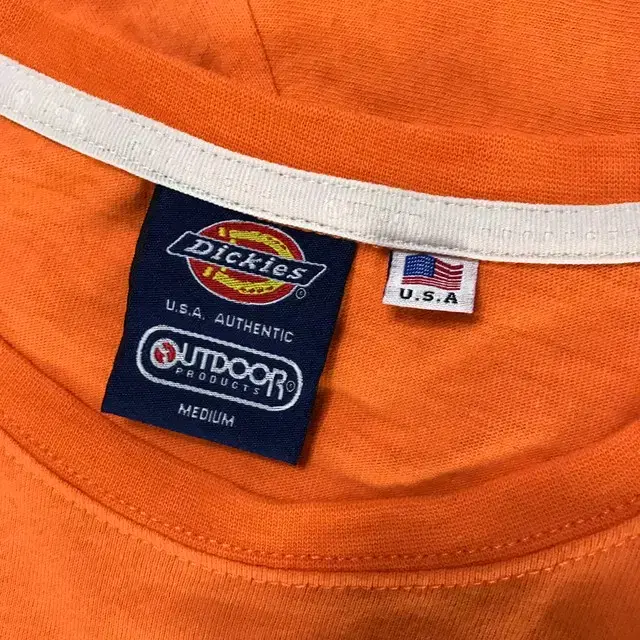 Dickies
®
U.S.A. AUTHENTIC
OUTDOOR®
PRODUCTS
MEDIUM
U.S.A